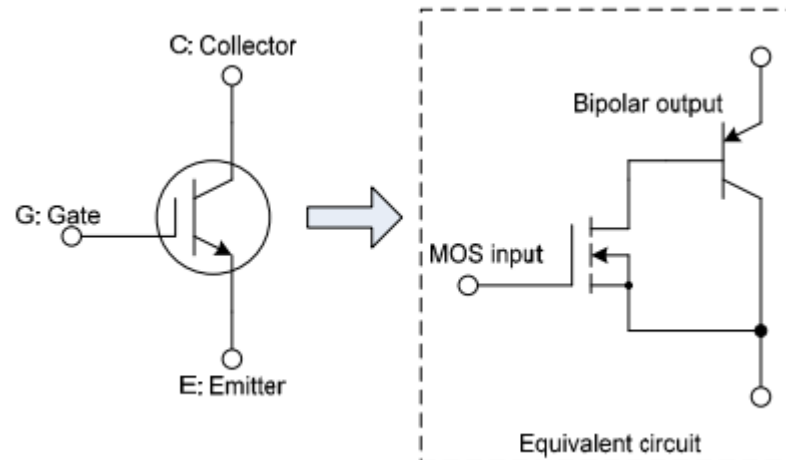 C: Collector
G: Gate
E: Emitter
Bipolar output
MOS input
Equivalent circuit